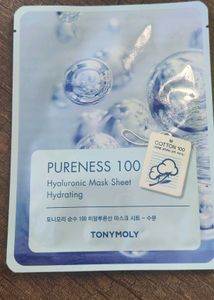 COTTON 100
PURENESS 100
Hyaluronic Mask Sheet
Hydrating
토니모리 순수 100 히알루론산 마스크 시트 - 수분
TONYMOLY